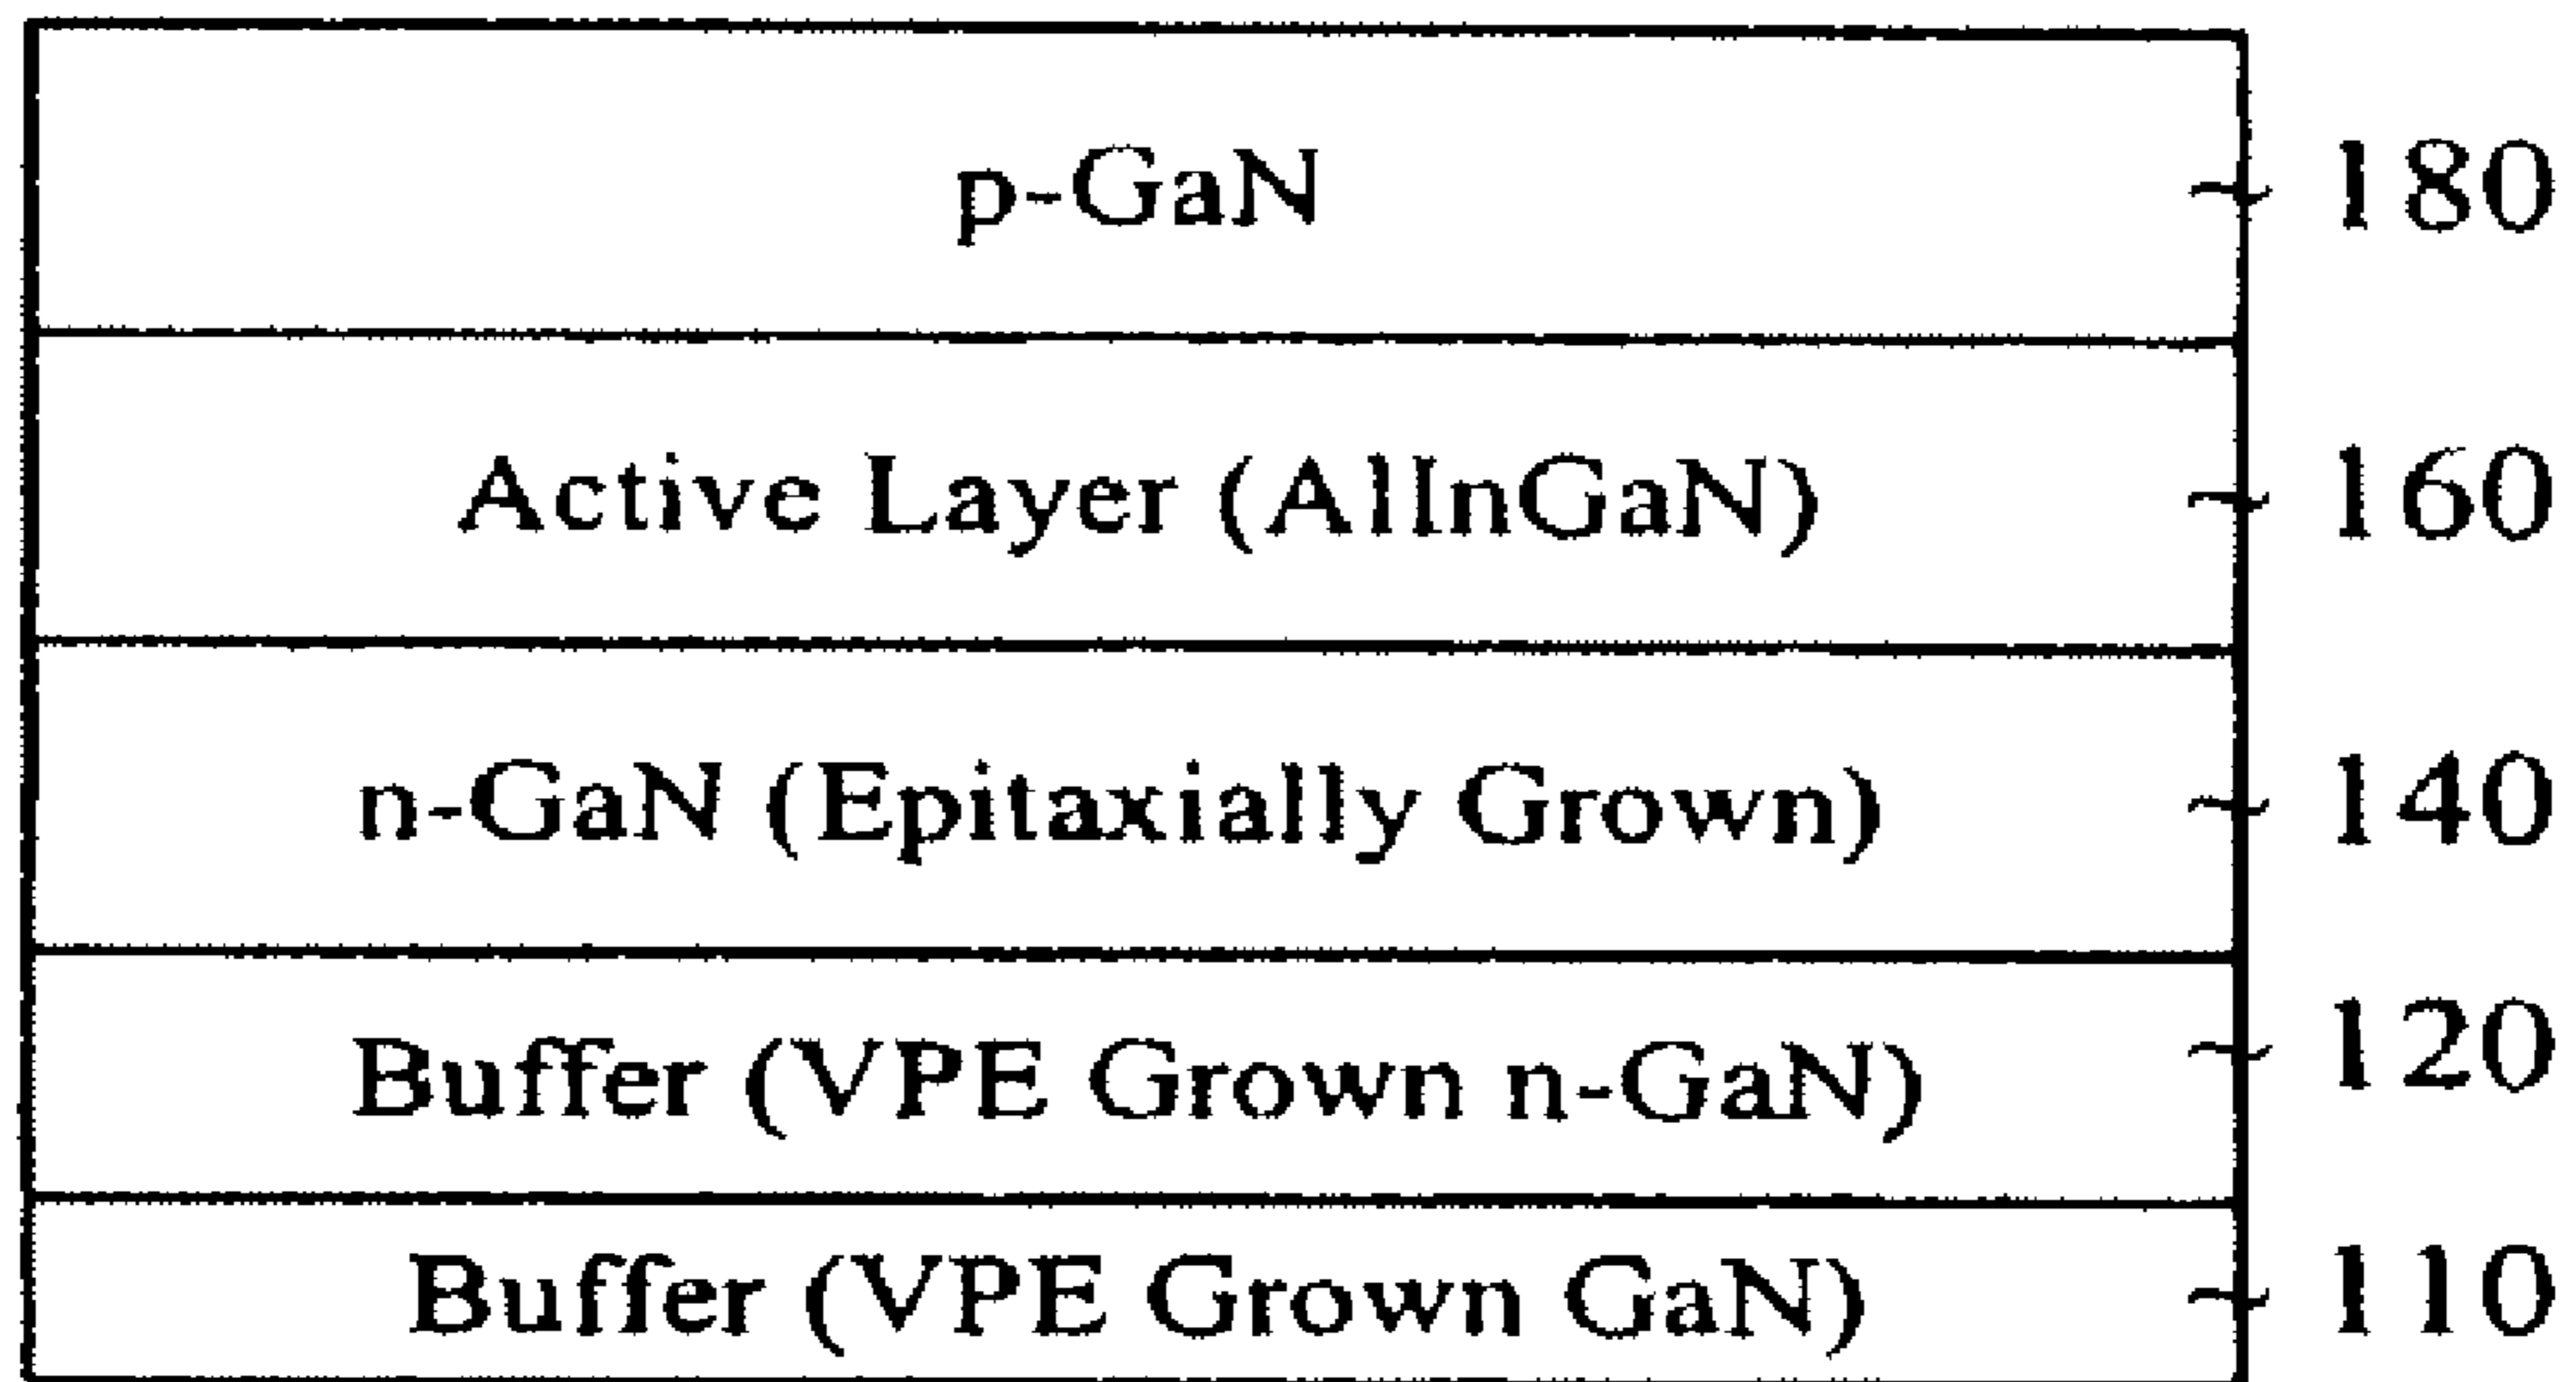 p-GaN 180
Active Layer (AlInGaN) 160
n-GaN (Epitaxially Grown) 140
Buffer (VPE Grown n-GaN) 120
Buffer (VPE Grown GaN) 110